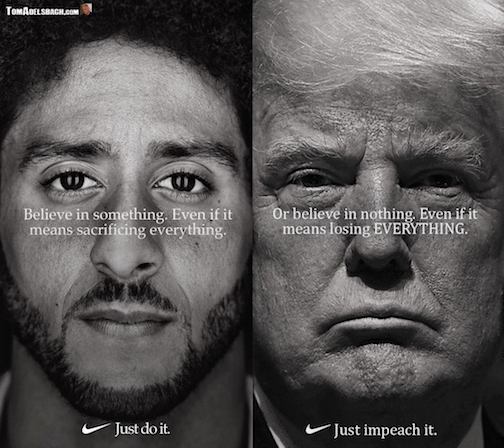 TomAdelsbach.com
Believe in something. Even if it
means sacrificing everything.
Or believe in nothing. Even if it
means losing EVERYTHING.
Just do it.
Just impeach it.